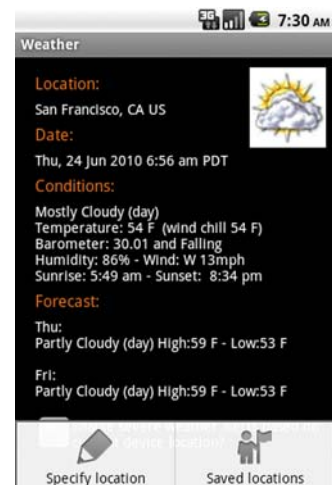 3G 7:30 AM
Weather
Location:
San Francisco, CA US
Date:
Thu, 24 Jun 2010 6:56 am PDT
Conditions:
Mostly Cloudy (day)
Temperature: 54 F (wind chill 54 F)
Barometer: 30.01 and Falling
Humidity: 86% - Wind: W 13mph
Sunrise: 5:49 am - Sunset: 8:34 pm
Forecast:
Thu:
Partly Cloudy (day) High:59 F - Low:53 F
Fri:
Partly Cloudy (day) High:59 F - Low:53 F
device location?
Specify location
Saved locations